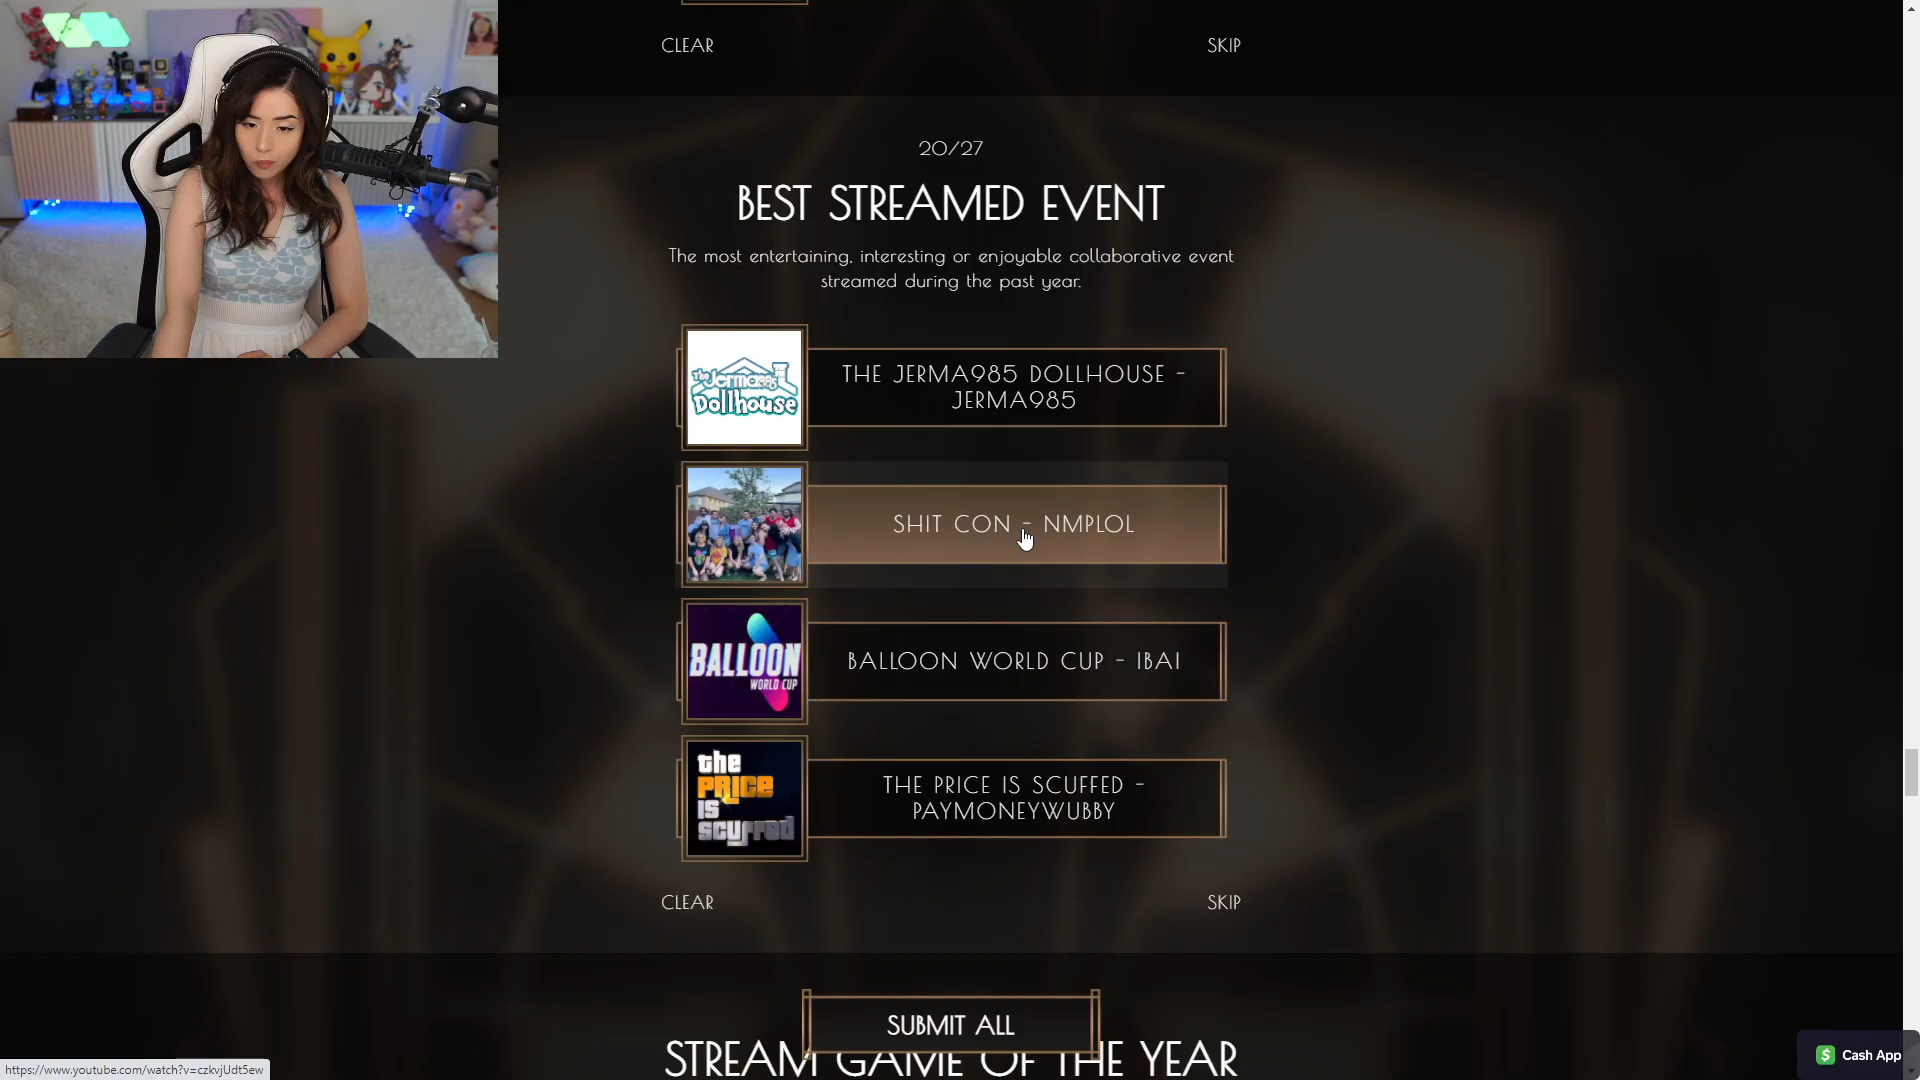 CLEAR
SKIP
20/27
BEST STREAMED EVENT
The most entertaining, interesting or enjoyable collaborative event
streamed during the past year.
The Jerma985
Dollhouse
THE JERMA985 DOLLHOUSE -
JERMA985
SHIT CON - NMPLOL
BALLOON
WORLD CUP
BALLOON WORLD CUP - IBAI
the
PRICE
is
scuffed
THE PRICE IS SCUFFED -
PAYMONEYWUBBY
CLEAR
SKIP
SUBMIT ALL
STREAM GAME OF THE YEAR
$ Cash App
https://www.youtube.com/watch?v=czkvjUdt5ew